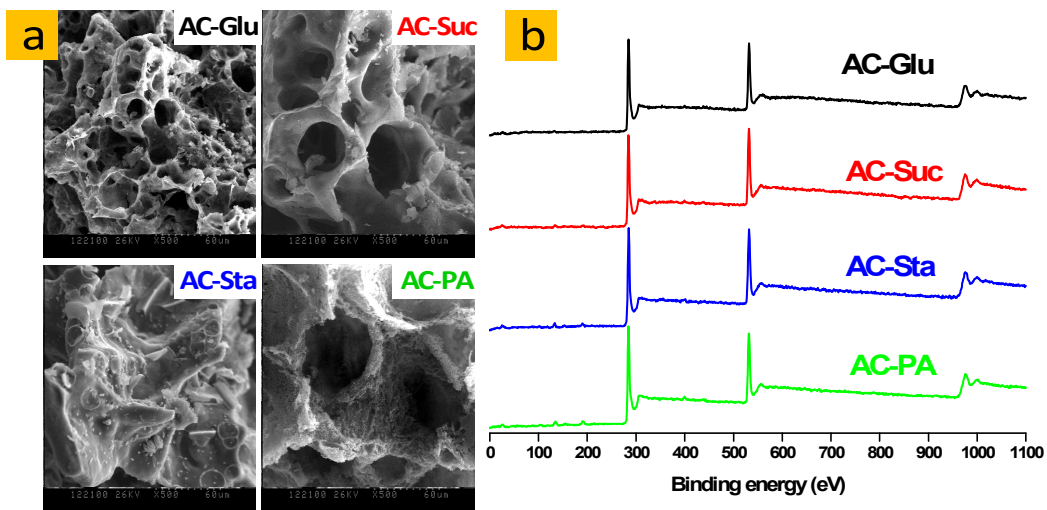 a
AC-Glu
AC-Suc
122100 26KV X500 60um
122100 26KV X500 60um
AC-Sta
AC-PA
122100 26KV X500 60um
122100 26KV X500 60um
b
AC-Glu
AC-Suc
AC-Sta
AC-PA
0 100 200 300 400 500 600 700 800 900 1000 1100
Binding energy (eV)